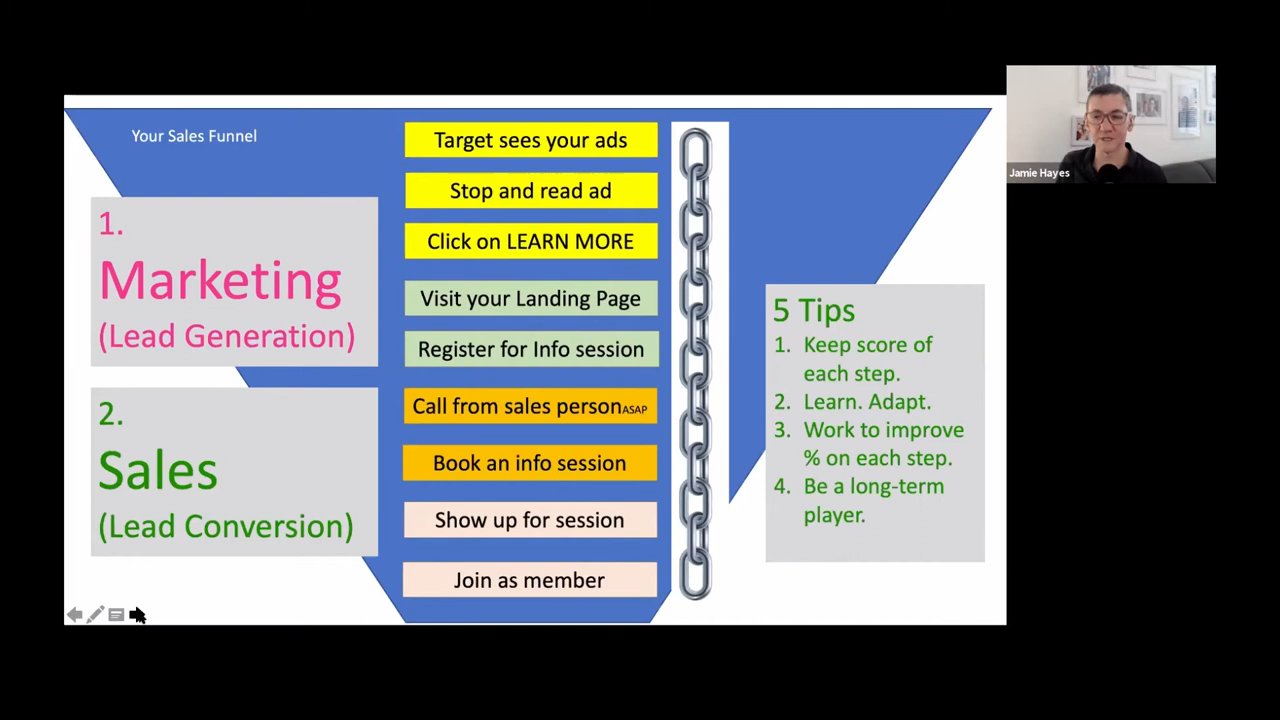 Your Sales Funnel
1.
Marketing
(Lead Generation)
2.
Sales
(Lead Conversion)
Target sees your ads
Stop and read ad
Click on LEARN MORE
Visit your Landing Page
Register for Info session
Call from sales person ASAP
Book an info session
Show up for session
Join as member
5 Tips
1. Keep score of
each step.
2. Learn. Adapt.
3. Work to improve
% on each step.
4. Be a long-term
player.
Jamie Hayes